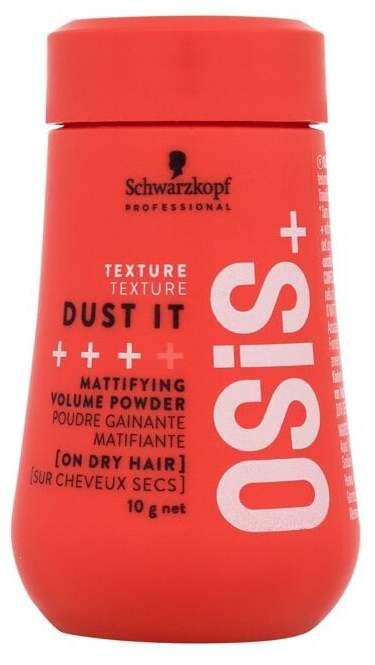 Schwarzkopf
PROFESSIONAL
TEXTURE
TEXTURE
DUST IT
++++
MATTIFYING
VOLUME POWDER
POUDRE GAINANTE
MATIFIANTE
[ON DRY HAIR]
[SUR CHEVEUX SECS]
10 g net
OSiS+